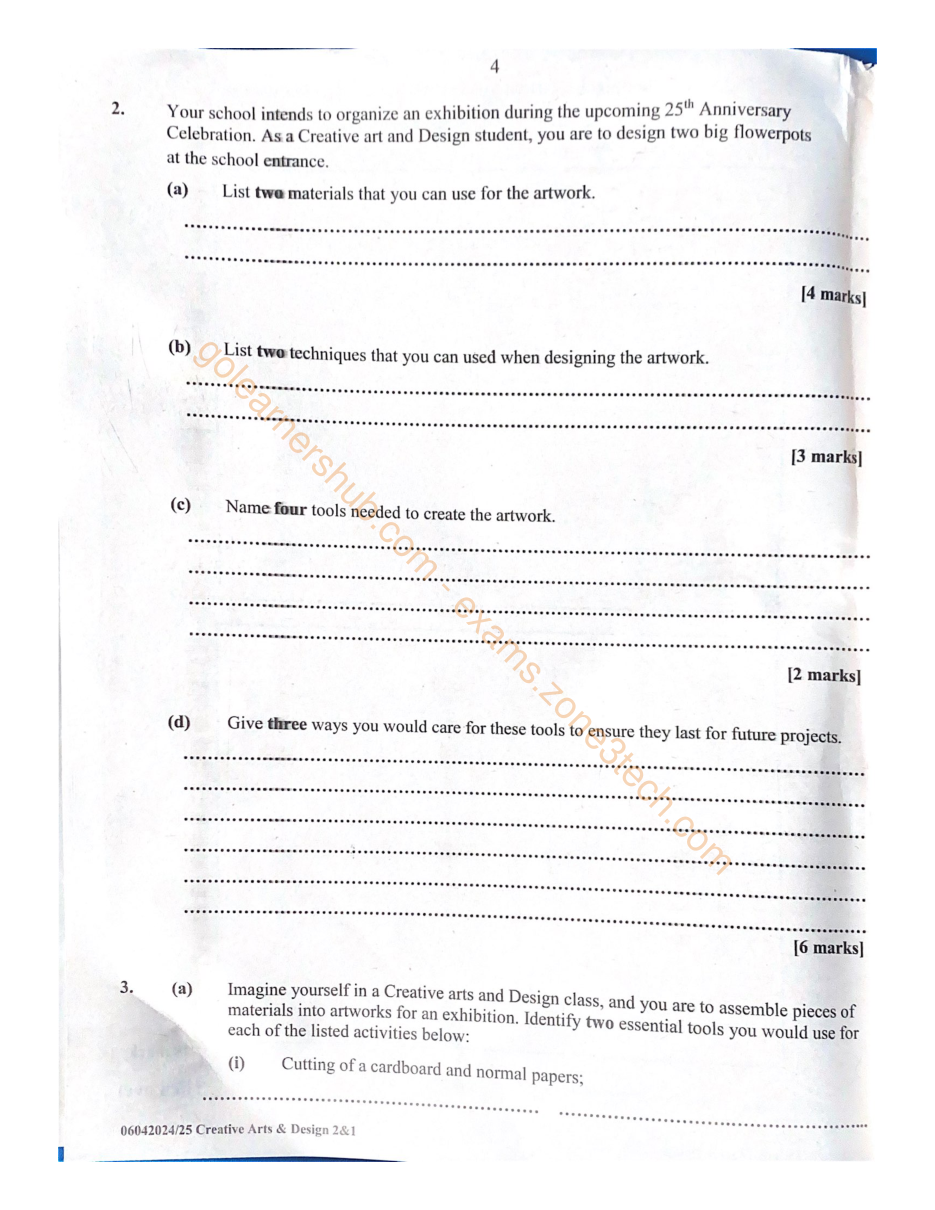 4
2. Your school intends to organize an exhibition during the upcoming 25th Anniversary
Celebration. As a Creative art and Design student, you are to design two big flowerpots
at the school entrance.
(a) List two materials that you can use for the artwork.
[4 marks]
(b) List two techniques that you can used when designing the artwork.
[3 marks]
(c) Name four tools needed to create the artwork.
[2 marks]
(d) Give three ways you would care for these tools to ensure they last for future projects.
[6 marks]
3. (a) Imagine yourself in a Creative arts and Design class, and you are to assemble pieces of
materials into artworks for an exhibition. Identify two essential tools you would use for
each of the listed activities below:
(i) Cutting of a cardboard and normal papers;
06042024/25 Creative Arts & Design 2&1
golearnershub.com - exams.zone3tech.com